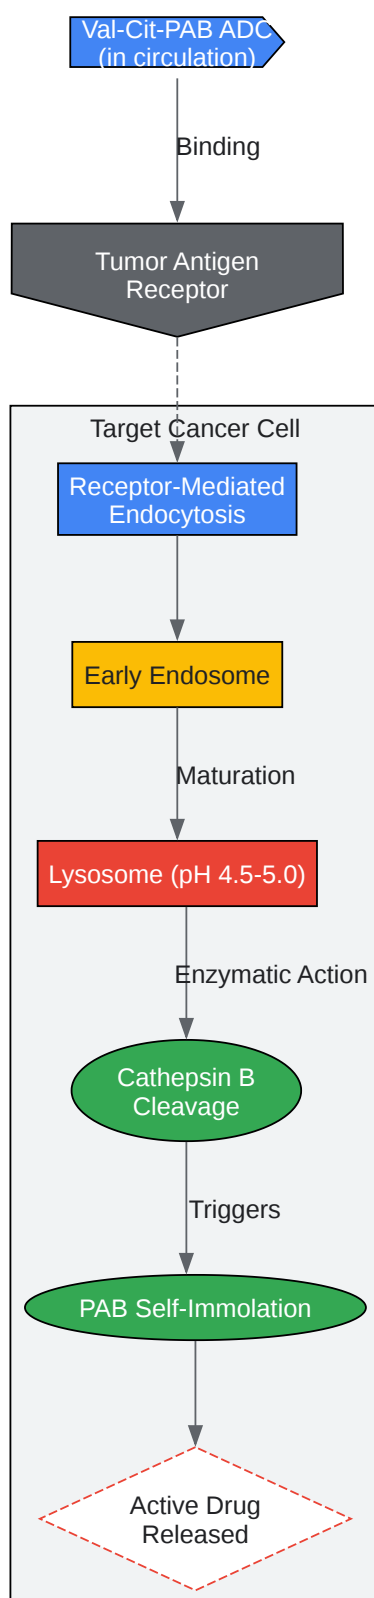 Val-Cit-PAB ADC
(in circulation)
Binding
Tumor Antigen
Receptor
Target Cancer Cell
Receptor-Mediated
Endocytosis
Early Endosome
Maturation
Lysosome (pH 4.5-5.0)
Enzymatic Action
Cathepsin B
Cleavage
Triggers
PAB Self-Immolation
Active Drug
Released